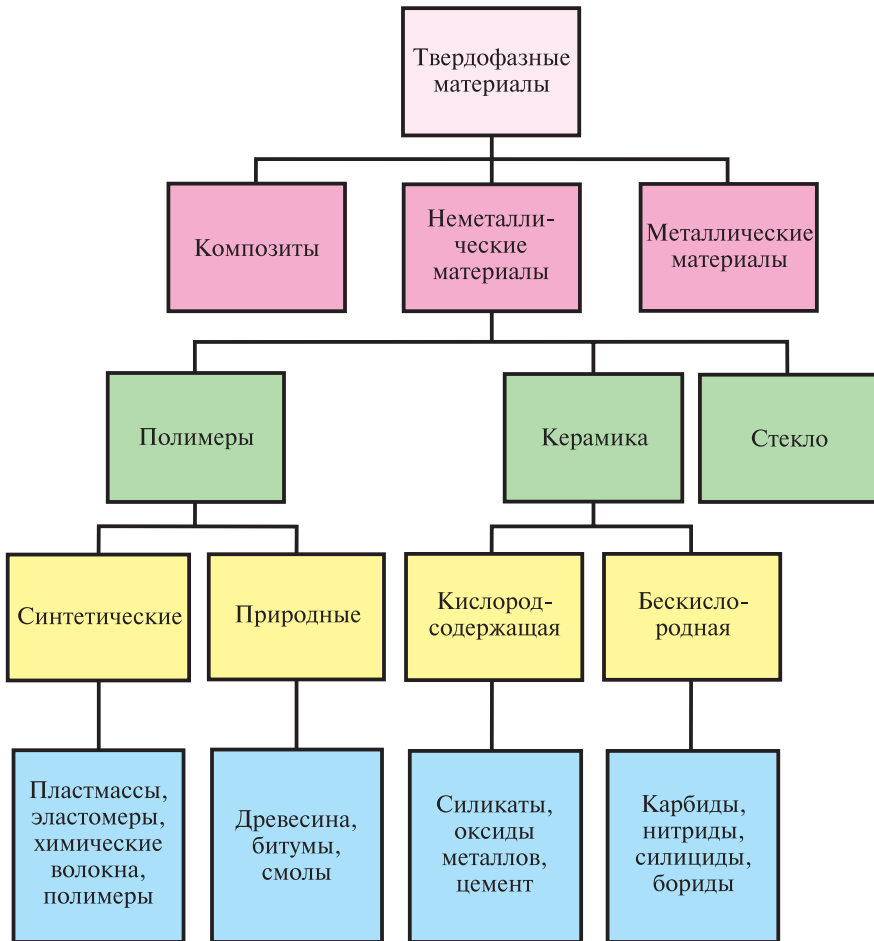 Твердофазные
материалы
Композиты
Неметалли-
ческие
материалы
Металлические
материалы
Полимеры
Керамика
Стекло
Синтетические
Природные
Кислород-
содержащая
Бескисло-
родная
Пластмассы,
эластомеры,
химические
волокна,
полимеры
Древесина,
битумы,
смолы
Силикаты,
оксиды
металлов,
цемент
Карбиды,
нитриды,
силициды,
бориды